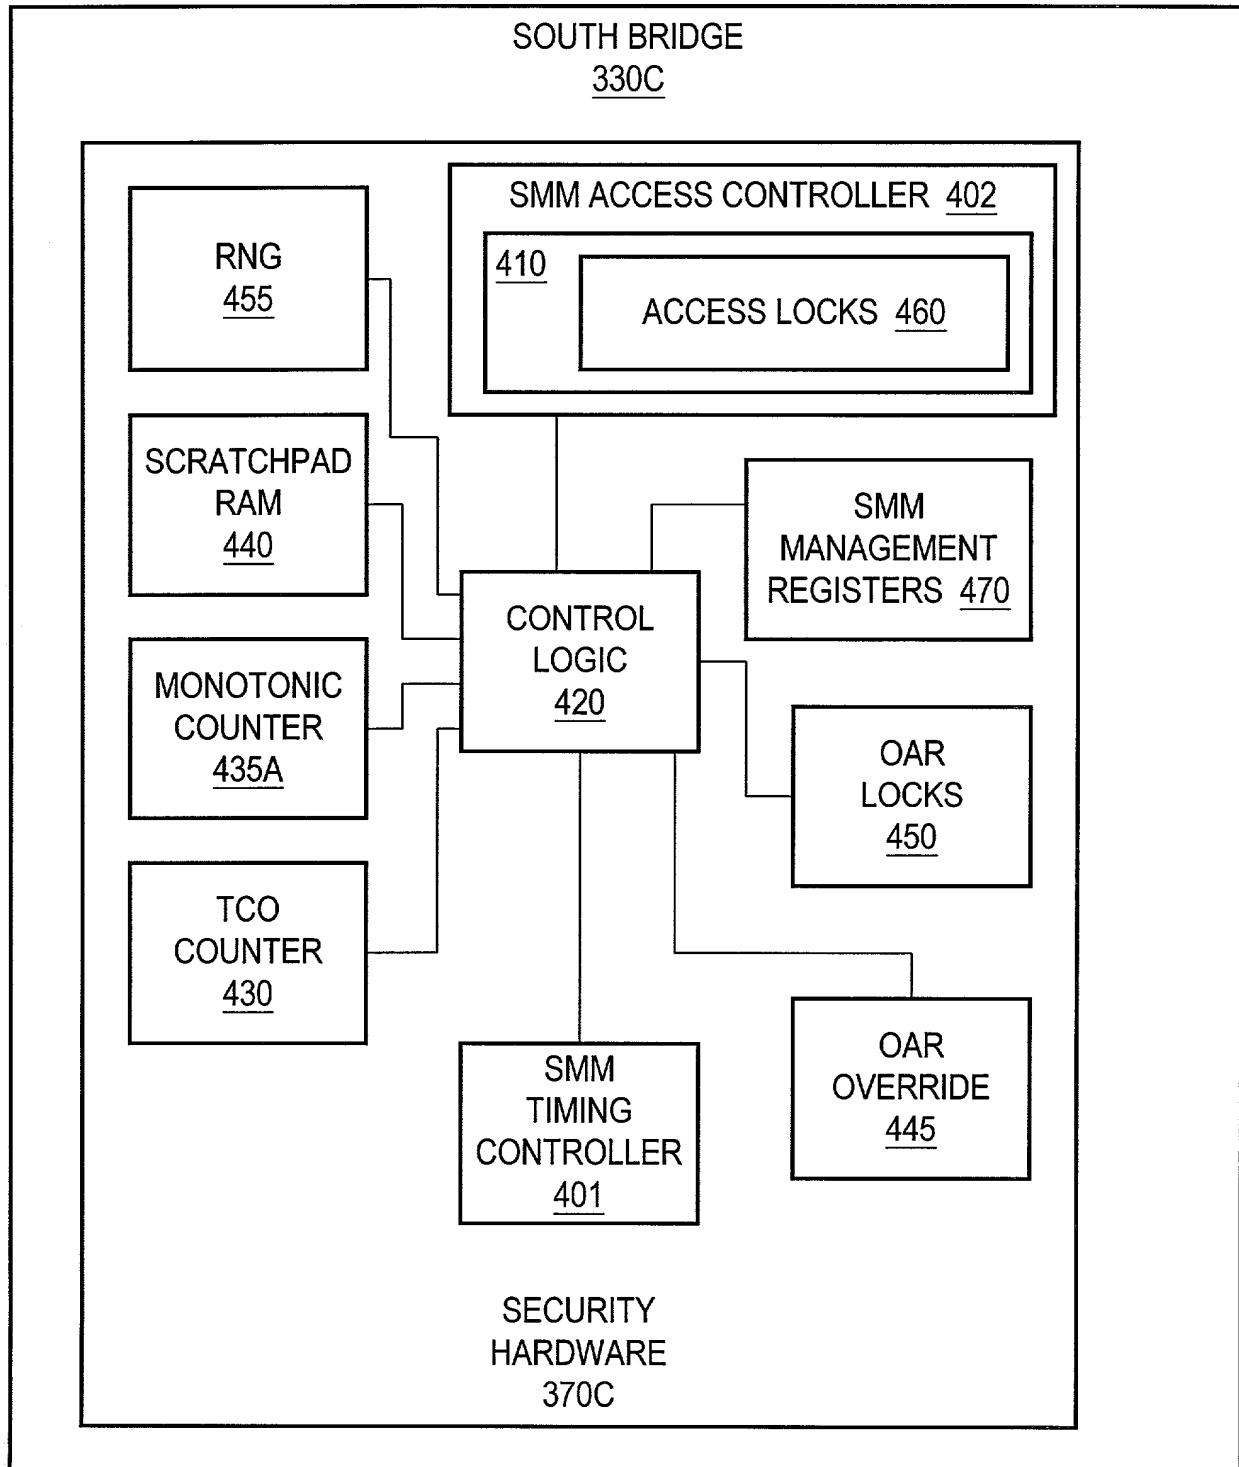 SOUTH BRIDGE
330C
SMM ACCESS CONTROLLER 402
410
ACCESS LOCKS 460
RNG
455
SCRATCHPAD
RAM
440
SMM
MANAGEMENT
REGISTERS 470
CONTROL
LOGIC
420
MONOTONIC
COUNTER
435A
OAR
LOCKS
450
TCO
COUNTER
430
SMM
TIMING
CONTROLLER
401
OAR
OVERRIDE
445
SECURITY
HARDWARE
370C